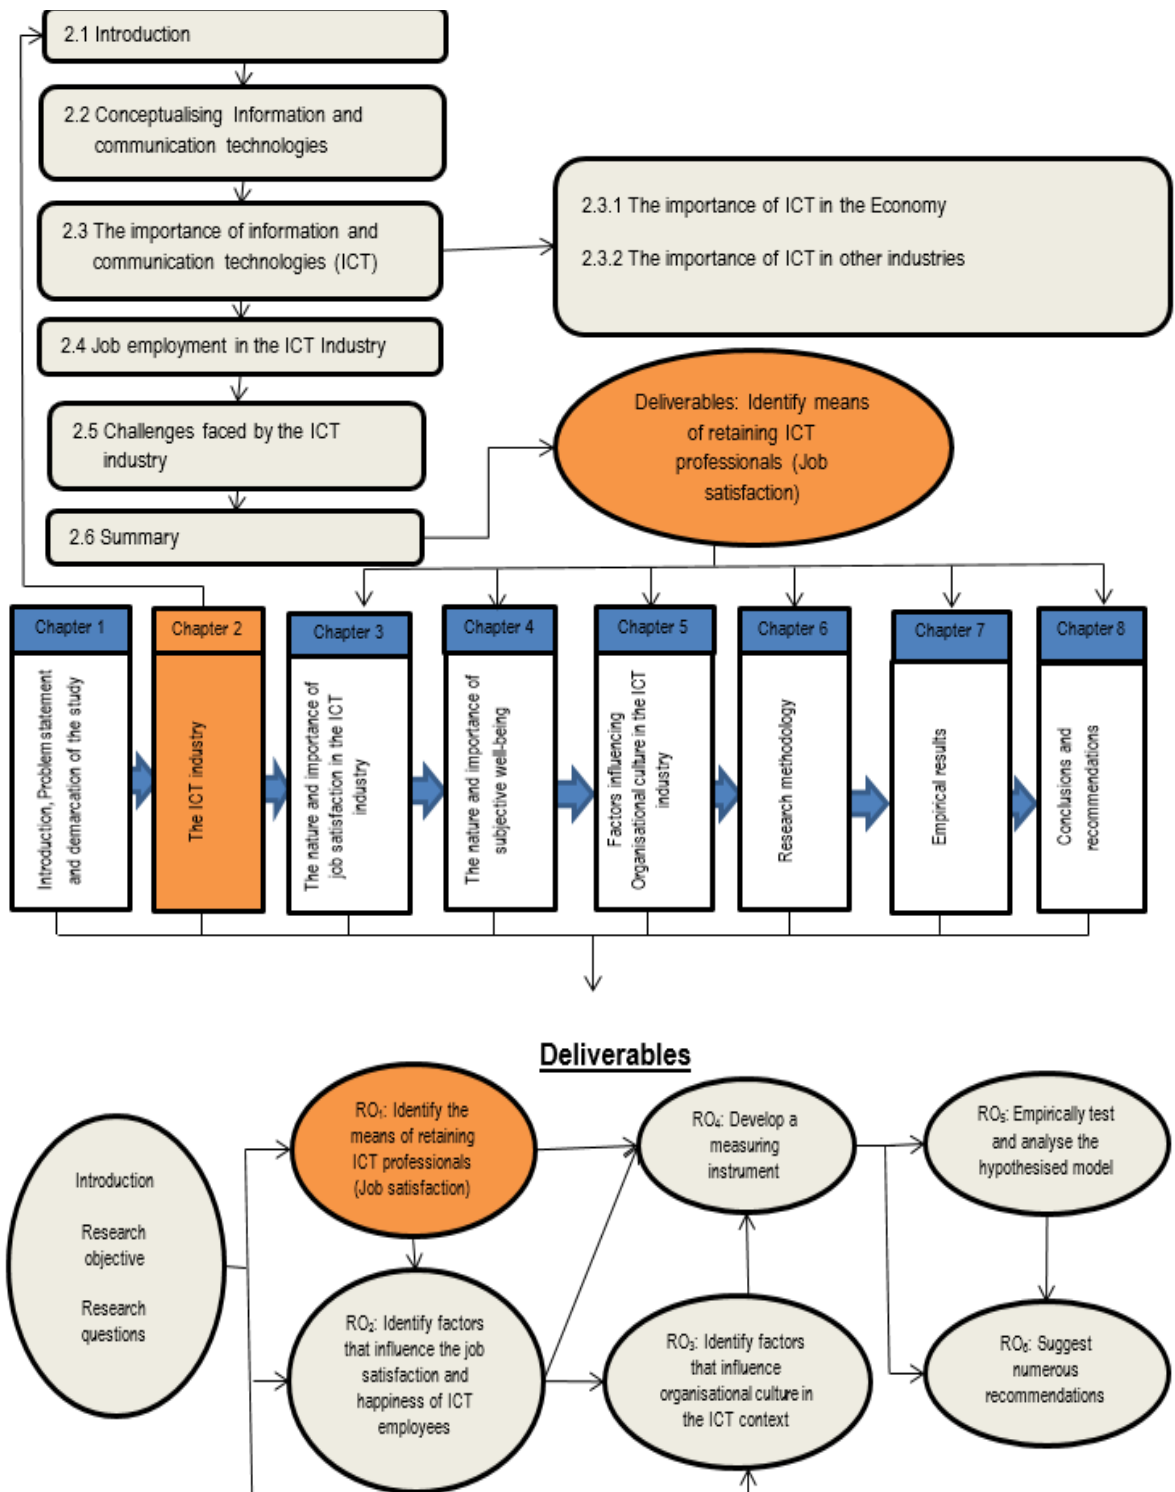 2.1 Introduction
2.2 Conceptualising Information and
communication technologies
2.3 The importance of information and
communication technologies (ICT)
2.3.1 The importance of ICT in the Economy
2.3.2 The importance of ICT in other industries
2.4 Job employment in the ICT Industry
2.5 Challenges faced by the ICT
industry
2.6 Summary
Deliverables: Identify means
of retaining ICT
professionals (Job
satisfaction)
Chapter 1
Introduction, Problem statement
and demarcation of the study
Chapter 2
The ICT industry
Chapter 3
The nature and importance of
job satisfaction in the ICT
industry
Chapter 4
The nature and importance of
subjective well-being
Chapter 5
Factors influencing
Organisational culture in the ICT
industry
Chapter 6
Research methodology
Chapter 7
Empirical results
Chapter 8
Conclusions and
recommendations
Deliverables
Introduction
Research
objective
Research
questions
RO₁: Identify the
means of retaining
ICT professionals
(Job satisfaction)
RO₂: Identify factors
that influence the job
satisfaction and
happiness of ICT
employees
RO₄: Develop a
measuring
instrument
RO₃: Identify factors
that influence
organisational culture in
the ICT context
RO₅: Empirically test
and analyse the
hypothesised model
RO₆: Suggest
numerous
recommendations